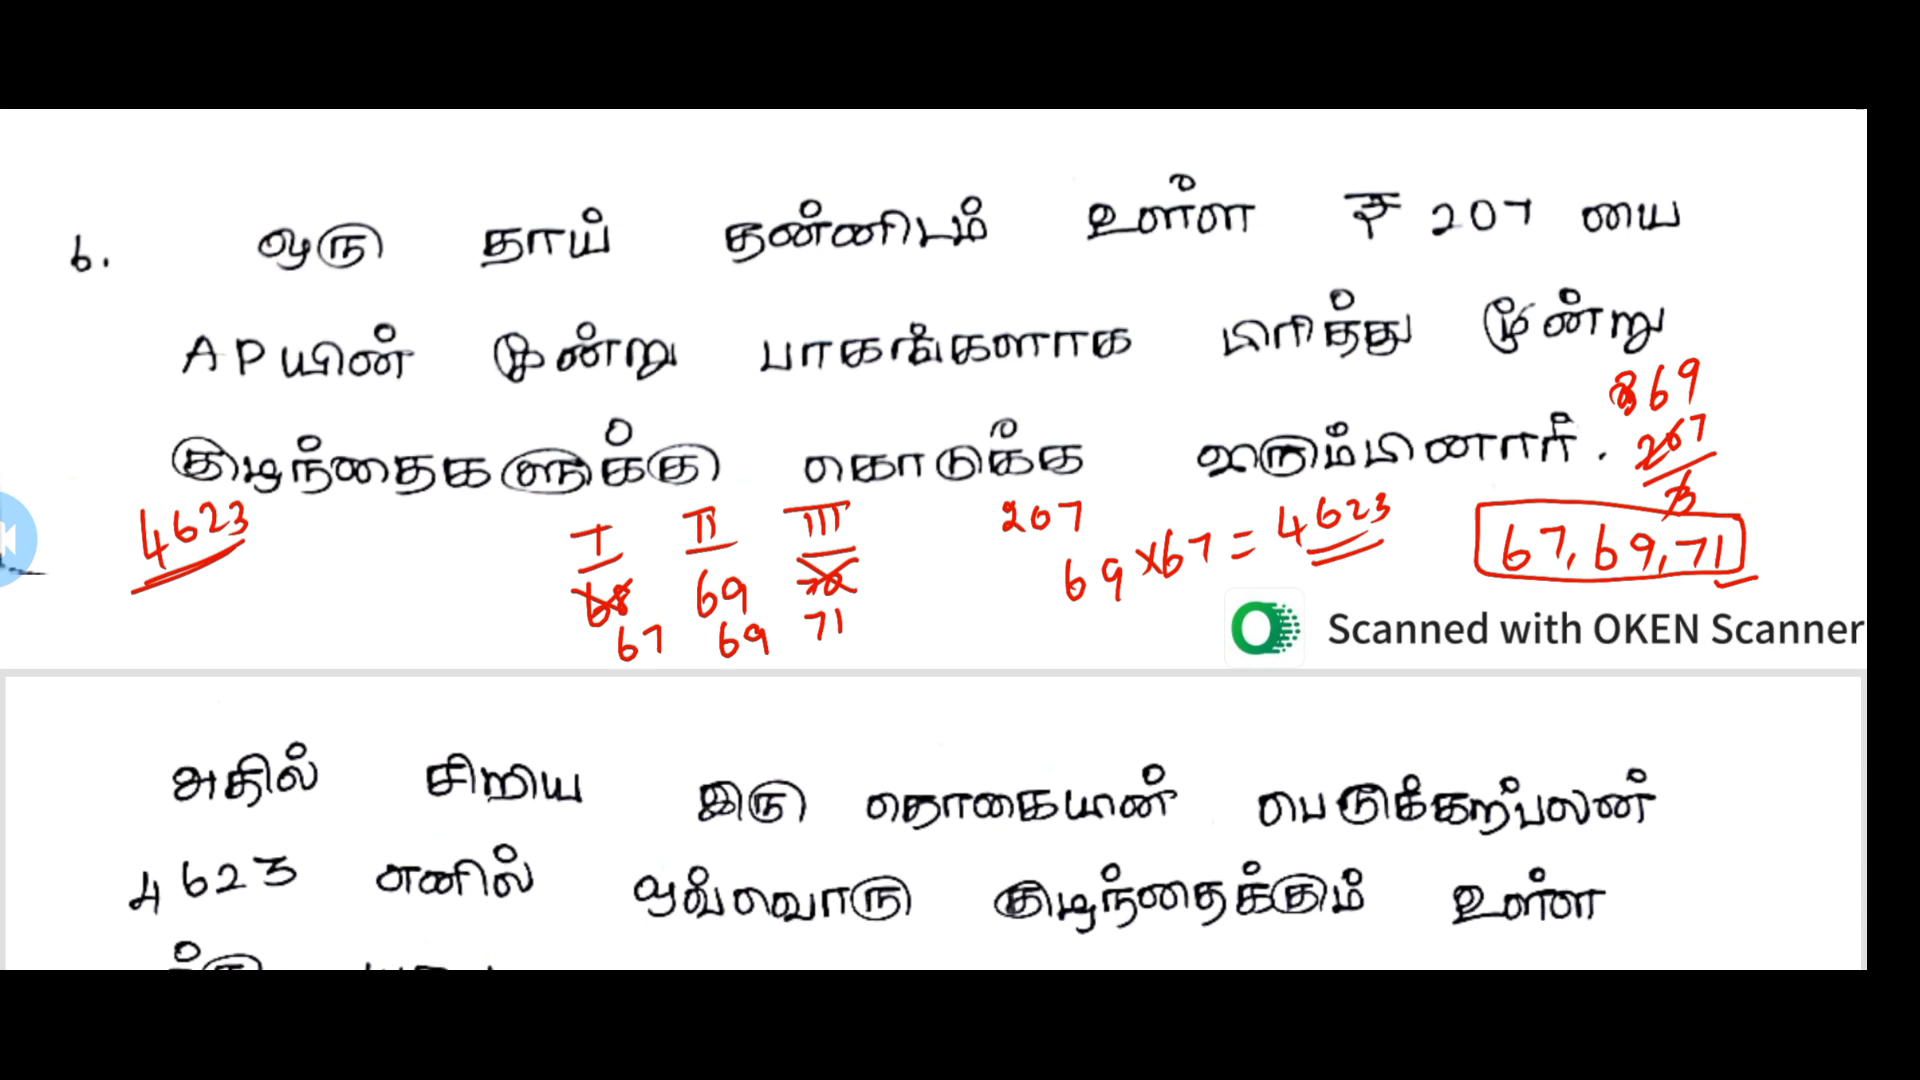 6. ஒரு தாய் தன்னிடம் உள்ள ₹ 207 யை
AP யின் மூன்று பாகங்களாக பிரித்து மூன்று
869
குழந்தைகளுக்கு கொடுக்க விரும்பினார்.
207
3
4623 I II III 207 69×67=4623 67,69,71
68 69 70
67 69 71
Scanned with OKEN Scanner
அதில் சிறிய இரு தொகையின் பெருக்கற்பலன்
4623 எனில் ஒவ்வொரு குழந்தைக்கும் உள்ள